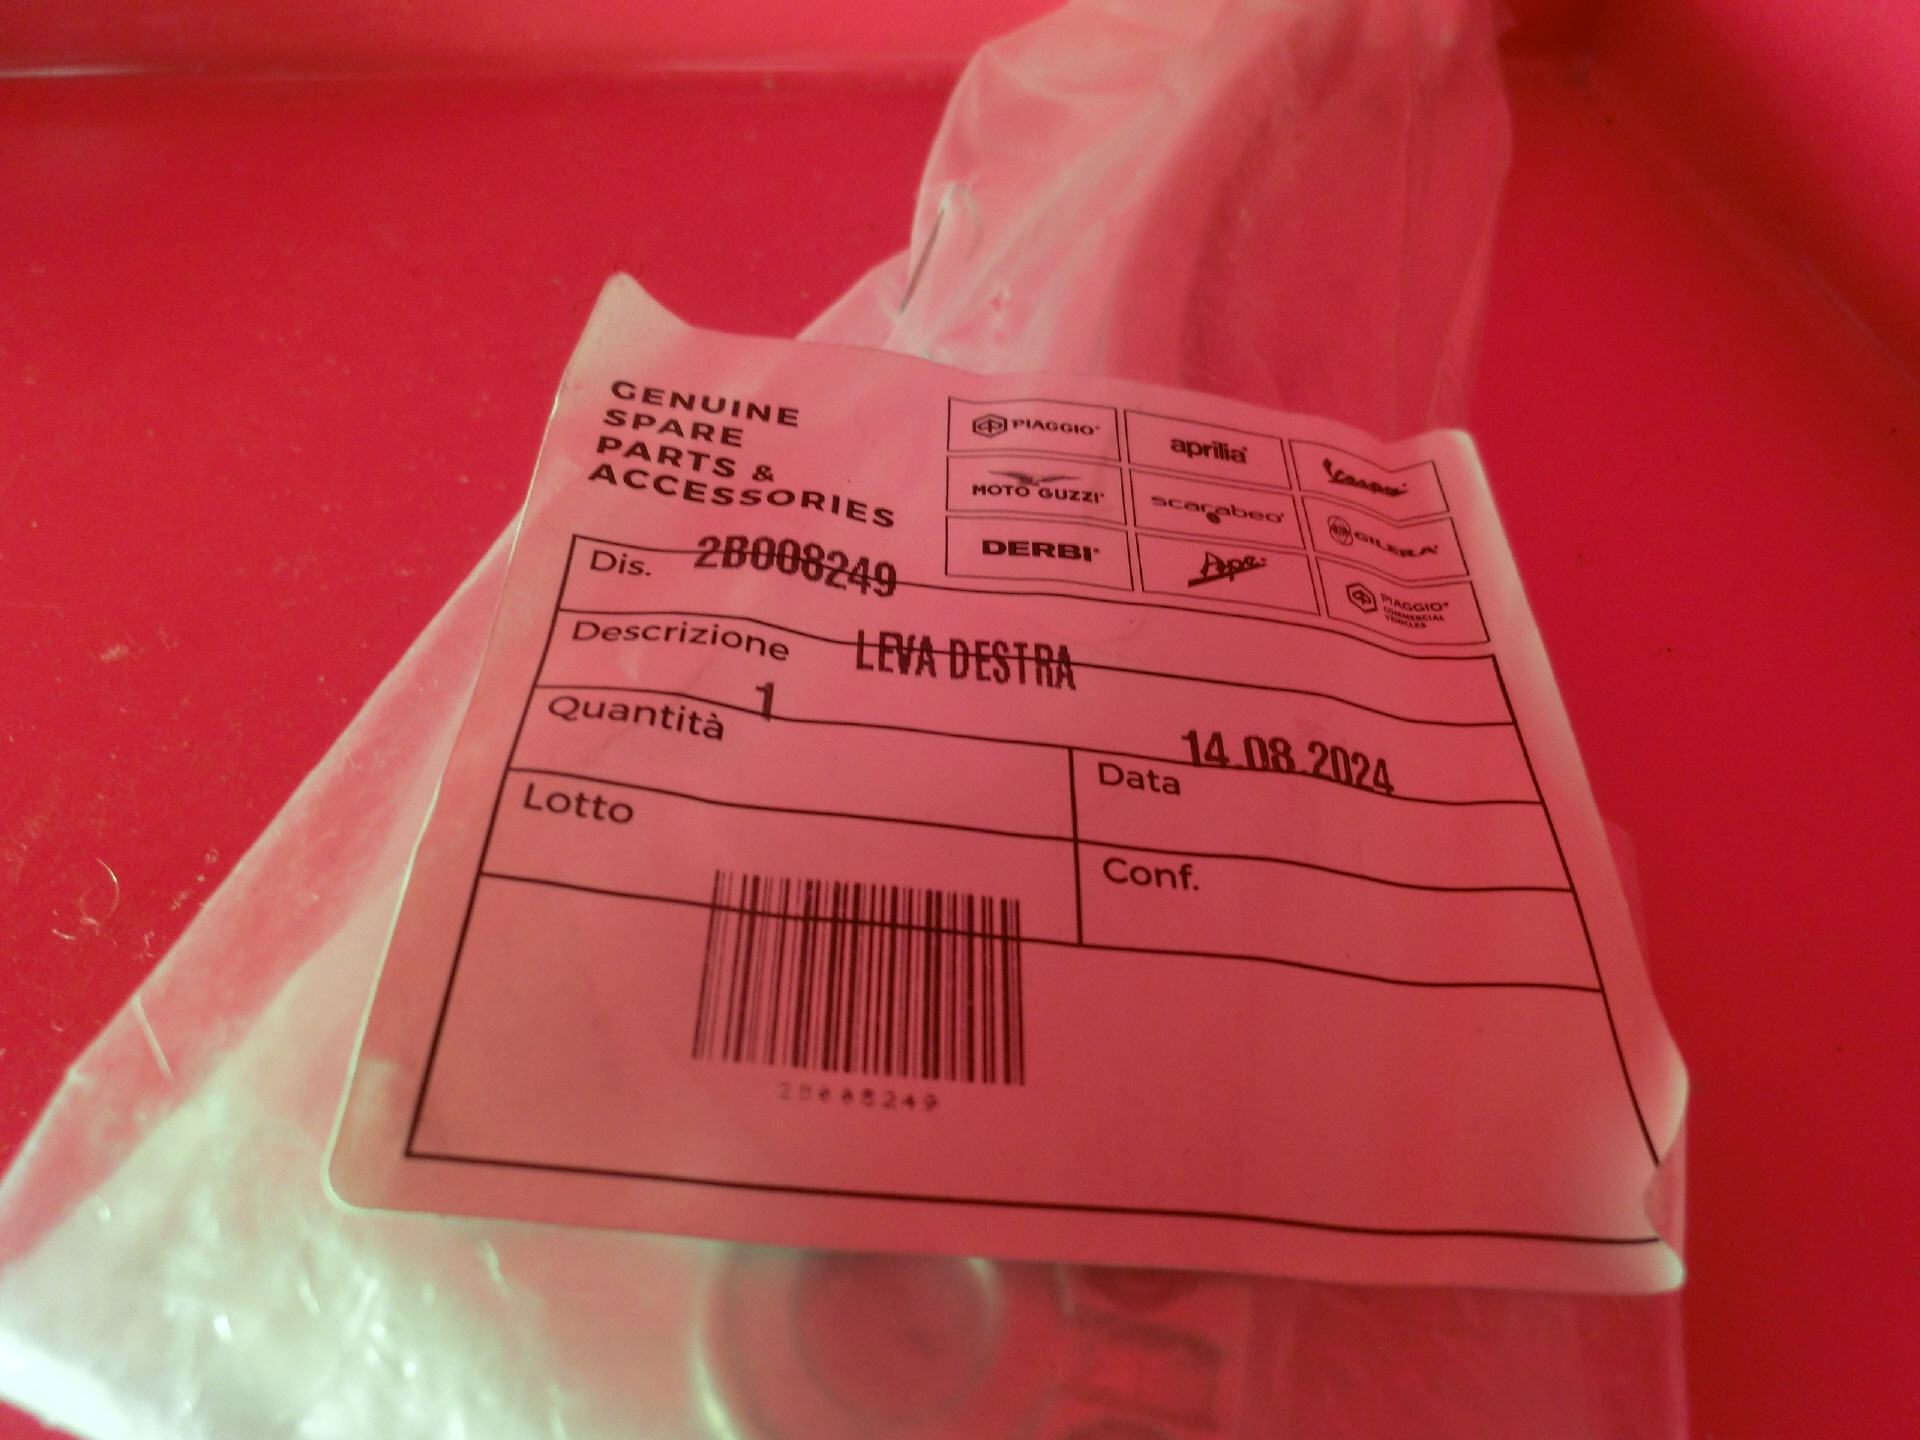 GENUINE
SPARE
PARTS &
ACCESSORIES
PIAGGIO®
aprilia®
Vespa®
MOTO GUZZI®
scarabeo®
GILERA®
DERBI®
Ape®
PIAGGIO®
COMMERCIAL
VEHICLES
Dis. 2B008249
Descrizione LEVA DESTRA
Quantità 1
Data 14.08.2024
Lotto
Conf.
2B008249